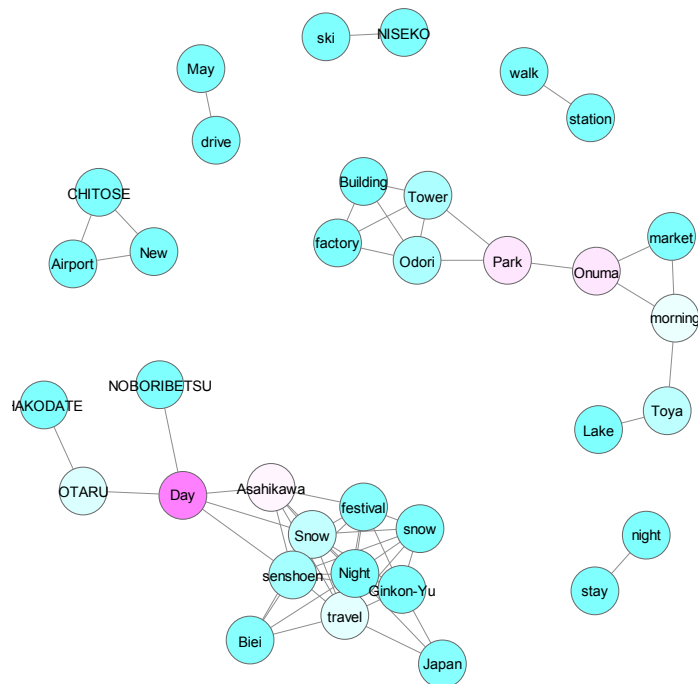 ski
NISEKO
May
walk
station
drive
CHITOSE
Building
Tower
factory
market
Airport
New
Odori
Park
Onuma
morning
NOBORIBETSU
HAKODATE
Toya
Lake
OTARU
Day
Asahikawa
festival
Snow
snow
night
senshoen
Night
Ginkon-Yu
stay
travel
Biei
Japan